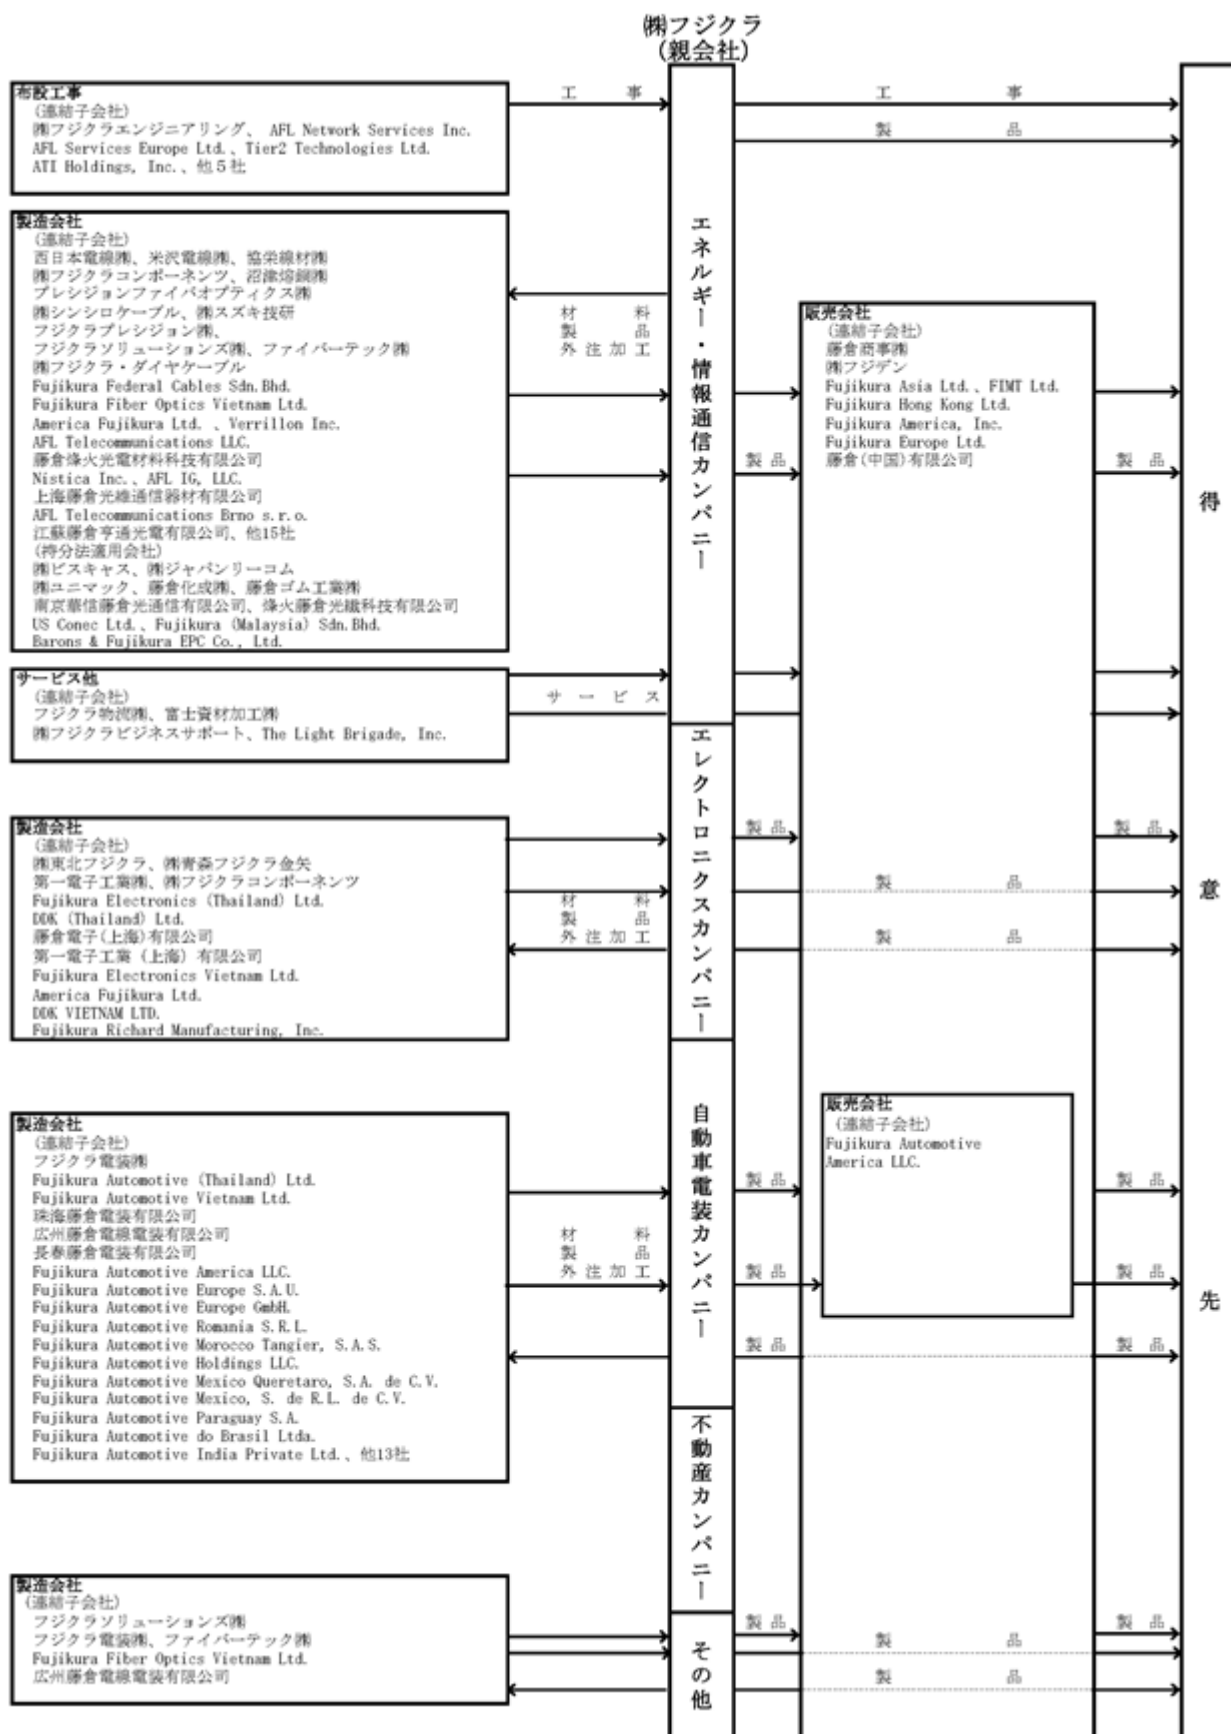 ㈱フジクラ
(親会社)
布設工事
(連結子会社)
㈱フジクラエンジニアリング、 AFL Network Services Inc.
AFL Services Europe Ltd.、Tier2 Technologies Ltd.
ATI Holdings, Inc.、他５社
工 事
工 事
製 品
製造会社
(連結子会社)
西日本電線㈱、米沢電線㈱、協栄線材㈱
㈱フジクラコンポーネンツ、沼津熔銅㈱
プレシジョンファイバオプティクス㈱
㈱シンシロケーブル、㈱スズキ技研
フジクラプレシジョン㈱、
フジクラソリューションズ㈱、ファイバーテック㈱
㈱フジクラ・ダイヤケーブル
Fujikura Federal Cables Sdn.Bhd.
Fujikura Fiber Optics Vietnam Ltd.
America Fujikura Ltd. 、Verrillon Inc.
AFL Telecommunications LLC.
藤倉烽火光電材料科技有限公司
Nistica Inc.、AFL IG, LLC.
上海藤倉光維通信器材有限公司
AFL Telecommunications Brno s.r.o.
江蘇藤倉亨通光電有限公司、他15社
(持分法適用会社)
㈱ビスキャス、㈱ジャパンリーコム
㈱ユニマック、藤倉化成㈱、藤倉ゴム工業㈱
南京華信藤倉光通信有限公司、烽火藤倉光纖科技有限公司
US Conec Ltd.、Fujikura (Malaysia) Sdn.Bhd.
Barons & Fujikura EPC Co., Ltd.
材 料
製 品
外注加工
エネルギー・情報通信カンパニー
製品
販売会社
(連結子会社)
藤倉商事㈱
㈱フジデン
Fujikura Asia Ltd.、FIMT Ltd.
Fujikura Hong Kong Ltd.
Fujikura America, Inc.
Fujikura Europe Ltd.
藤倉(中国)有限公司
製 品
得意先
サービス他
(連結子会社)
フジクラ物流㈱、富士資材加工㈱
㈱フジクラビジネスサポート、The Light Brigade, Inc.
サービス
製造会社
(連結子会社)
㈱東北フジクラ、㈱青森フジクラ金矢
第一電子工業㈱、㈱フジクラコンポーネンツ
Fujikura Electronics (Thailand) Ltd.
DDK (Thailand) Ltd.
藤倉電子(上海)有限公司
第一電子工業（上海）有限公司
Fujikura Electronics Vietnam Ltd.
America Fujikura Ltd.
DDK VIETNAM LTD.
Fujikura Richard Manufacturing, Inc.
材 料
製 品
外注加工
エレクトロニクスカンパニー
製品
製 品
製 品
製 品
製造会社
(連結子会社)
フジクラ電装㈱
Fujikura Automotive (Thailand) Ltd.
Fujikura Automotive Vietnam Ltd.
珠海藤倉電装有限公司
広州藤倉電線電装有限公司
長春藤倉電装有限公司
Fujikura Automotive America LLC.
Fujikura Automotive Europe S.A.U.
Fujikura Automotive Europe GmbH.
Fujikura Automotive Romania S.R.L.
Fujikura Automotive Morocco Tangier, S.A.S.
Fujikura Automotive Holdings LLC.
Fujikura Automotive Mexico Queretaro, S.A. de C.V.
Fujikura Automotive Mexico, S. de R.L. de C.V.
Fujikura Automotive Paraguay S.A.
Fujikura Automotive do Brasil Ltda.
Fujikura Automotive India Private Ltd.、他13社
材 料
製 品
外注加工
自動車電装カンパニー
製品
製品
製品
販売会社
(連結子会社)
Fujikura Automotive
America LLC.
製 品
製 品
製 品
不動産カンパニー
製造会社
(連結子会社)
フジクラソリューションズ㈱
フジクラ電装㈱、ファイバーテック㈱
Fujikura Fiber Optics Vietnam Ltd.
広州藤倉電線電装有限公司
その他
製品
製 品
製 品
製 品